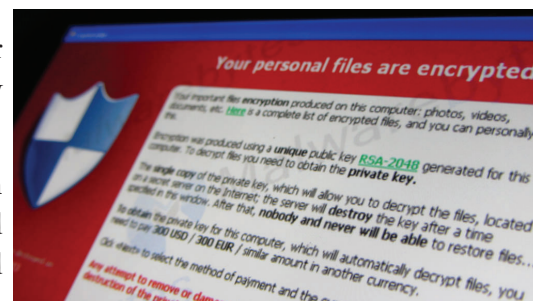 Your personal files are encrypted
Your important files encryption produced on this computer: photos, videos,
documents, etc. Here is a complete list of encrypted files, and you can personally
this.
Encryption was produced using a unique public key RSA-2048 generated for this
computer. To decrypt files you need to obtain the private key.
The single copy of the private key, which will allow you to decrypt the files, located
on a secret server on the Internet; the server will destroy the key after a time
specified in this window. After that, nobody and never will be able to restore files...
To obtain the private key for this computer, which will automatically decrypt files, you
need to pay 300 USD / 300 EUR / similar amount in another currency.
Click «Next» to select the method of payment and the
Any attempt to remove or
destruction of the